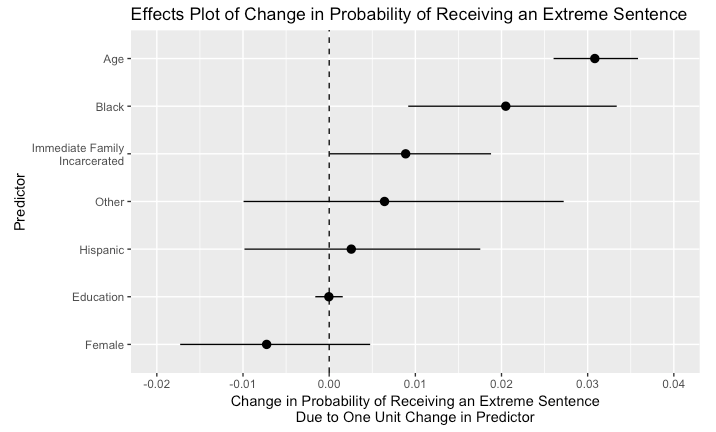 Effects Plot of Change in Probability of Receiving an Extreme Sentence
Predictor
Age
Black
Immediate Family
Incarcerated
Other
Hispanic
Education
Female
-0.02
-0.01
0.00
0.01
0.02
0.03
0.04
Change in Probability of Receiving an Extreme Sentence
Due to One Unit Change in Predictor